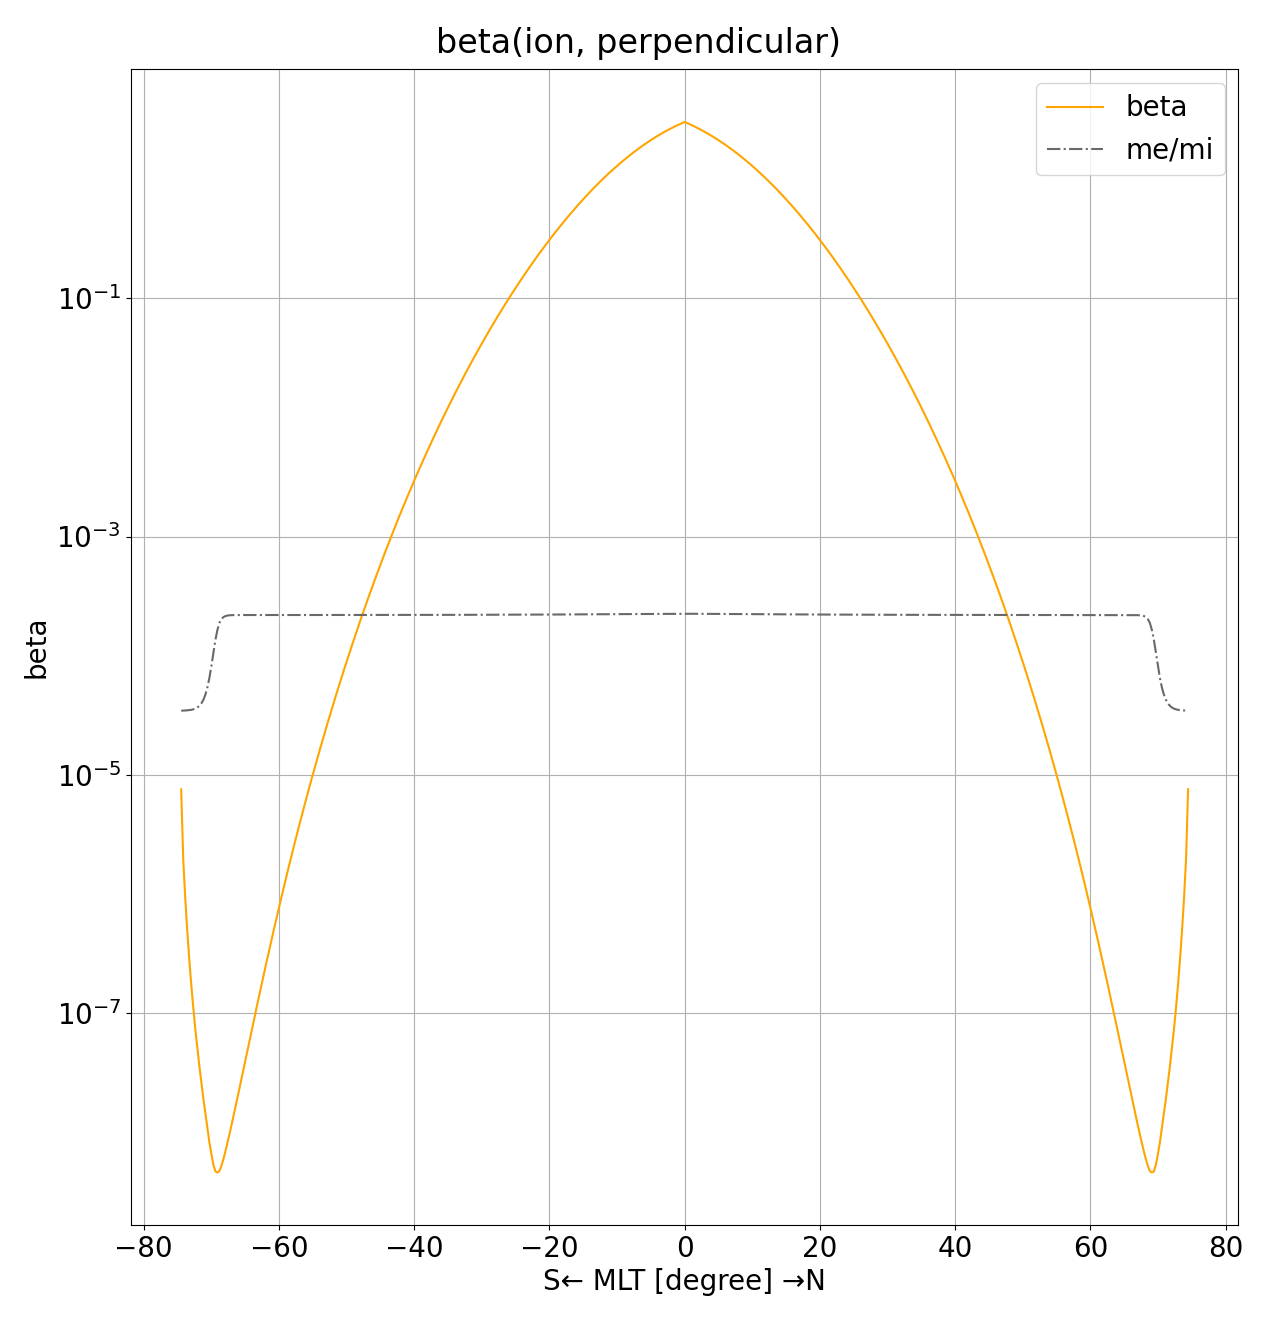 beta(ion, perpendicular)
beta
me/mi
10⁻¹
10⁻³
10⁻⁵
10⁻⁷
beta
−80 −60 −40 −20 0 20 40 60 80
S← MLT [degree] →N